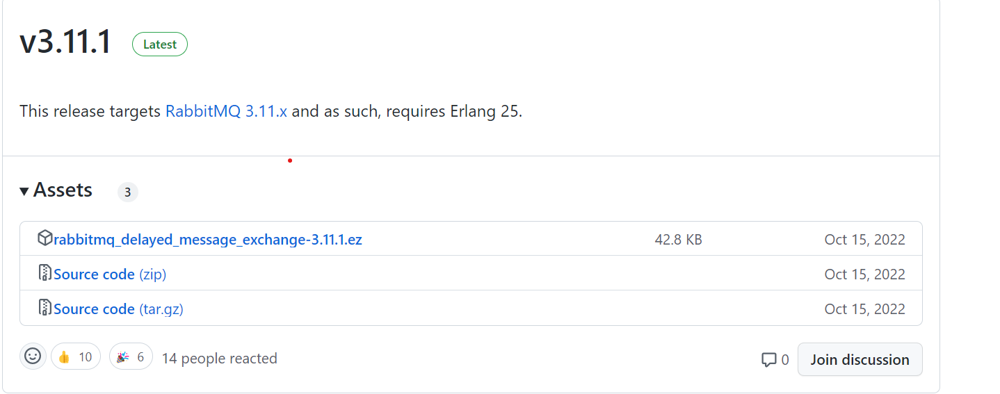 v3.11.1 Latest
This release targets RabbitMQ 3.11.x and as such, requires Erlang 25.
Assets 3
rabbitmq_delayed_message_exchange-3.11.1.ez 42.8 KB Oct 15, 2022
Source code (zip) Oct 15, 2022
Source code (tar.gz) Oct 15, 2022
10 6 14 people reacted 0 Join discussion